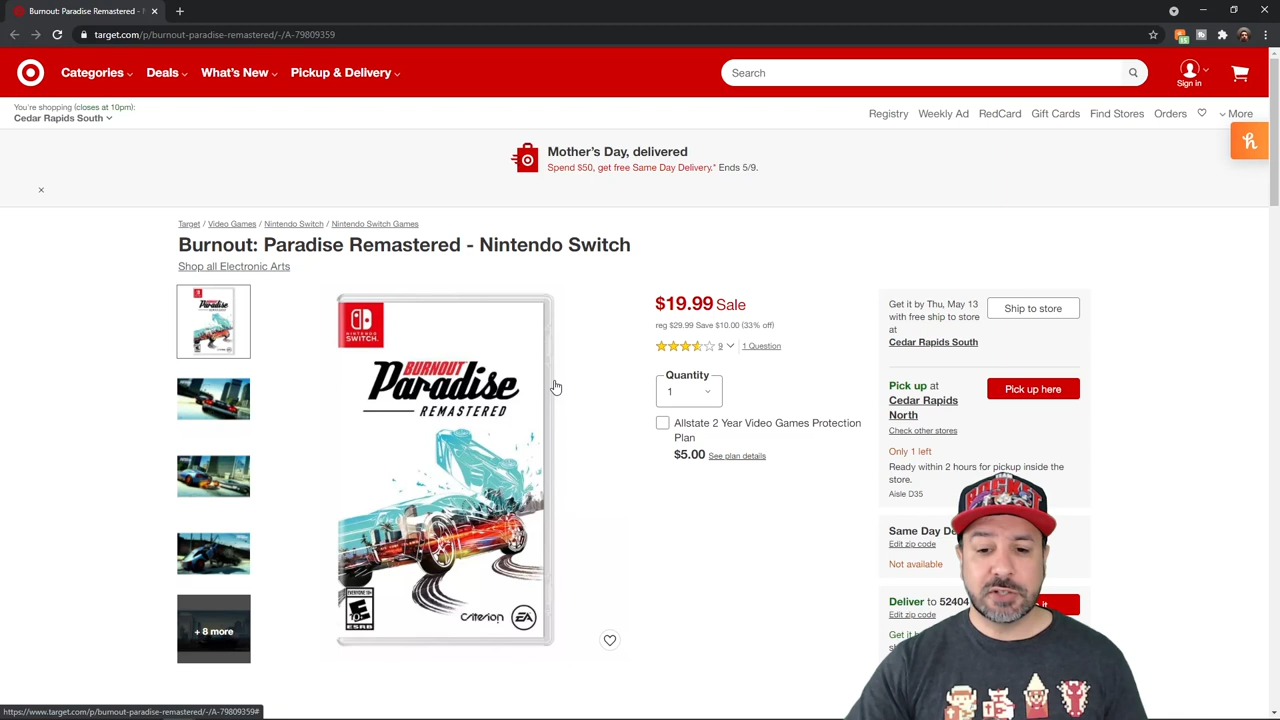 Burnout: Paradise Remastered - N
target.com/p/burnout-paradise-remastered/-/A-79809359
Categories
Deals
What's New
Pickup & Delivery
Search
Sign In
You're shopping (closes at 10pm):
Cedar Rapids South
Registry
Weekly Ad
RedCard
Gift Cards
Find Stores
Orders
More
Mother's Day, delivered
Spend $50, get free Same Day Delivery.* Ends 5/9.
Target / Video Games / Nintendo Switch / Nintendo Switch Games
Burnout: Paradise Remastered - Nintendo Switch
Shop all Electronic Arts
NINTENDO
SWITCH.
BURNOUT
Paradise
REMASTERED
EVERYONE 10+
ESRB
Criterion
EA
+ 8 more
$19.99 Sale
reg $29.99 Save $10.00 (33% off)
9
1 Question
Quantity
1
Allstate 2 Year Video Games Protection
Plan
$5.00 See plan details
Get it by Thu, May 13
with free ship to store
at
Cedar Rapids South
Ship to store
Pick up at
Cedar Rapids
North
Pick up here
Check other stores
Only 1 left
Ready within 2 hours for pickup inside the
store.
Aisle D35
Same Day De
Edit zip code
Not available
Deliver to 52404
it
Edit zip code
Get it
https://www.target.com/p/burnout-paradise-remastered/-/A-79809359#